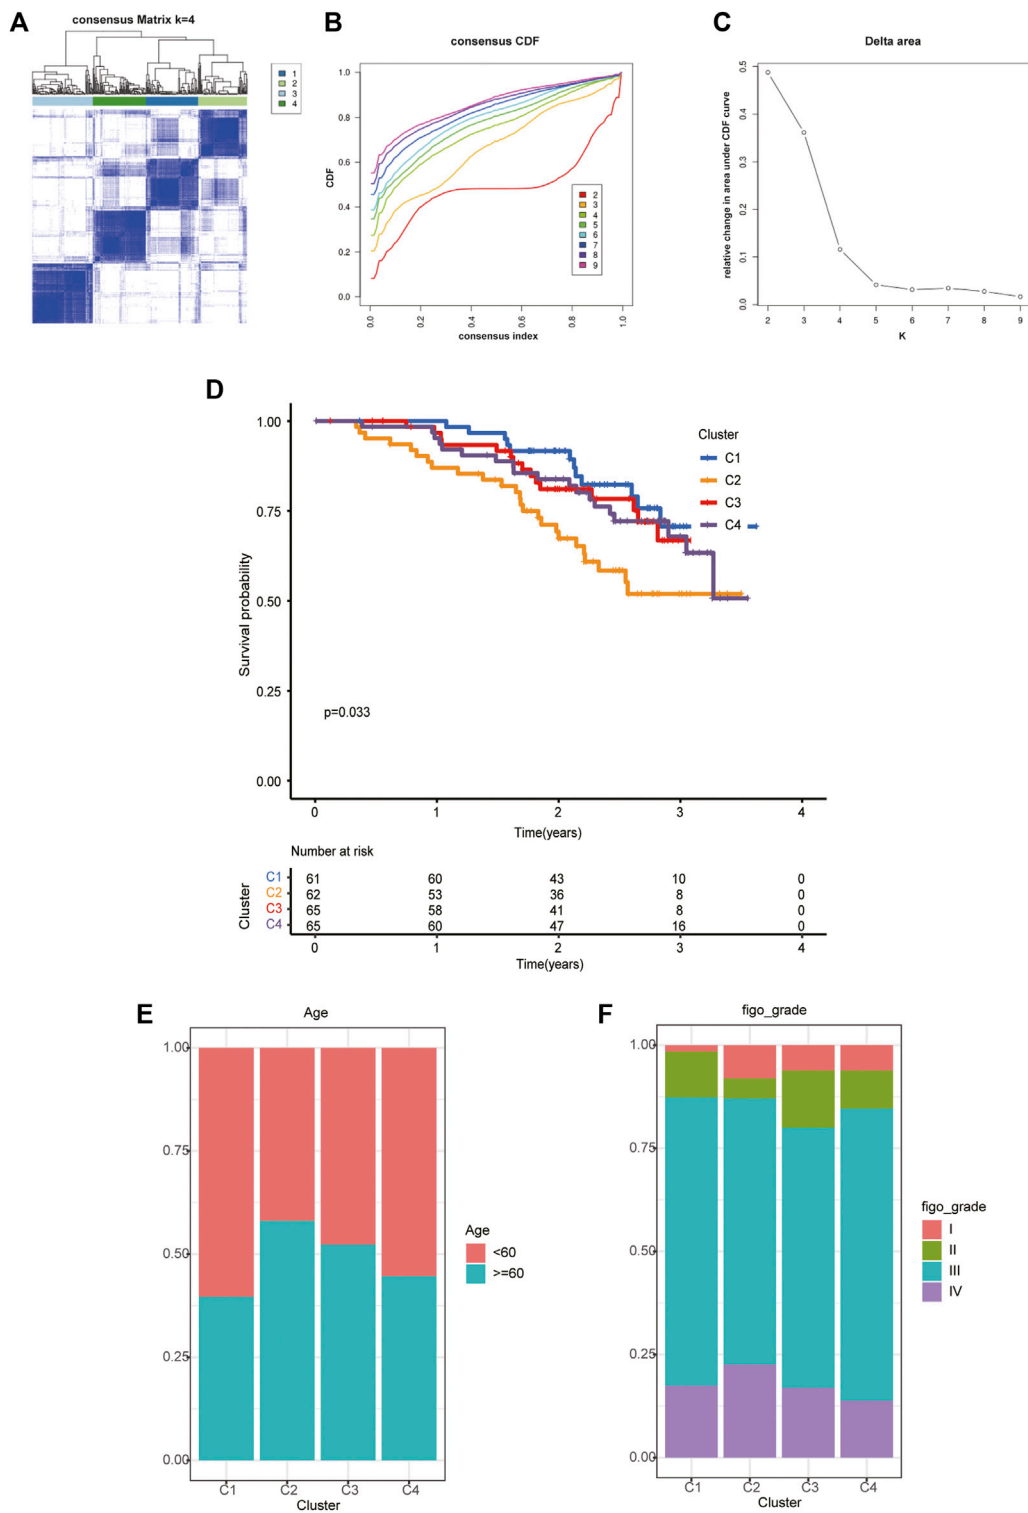 A
consensus Matrix k=4
1
2
3
4
B
consensus CDF
CDF
1.0
0.8
0.6
0.4
0.2
0.0
2
3
4
5
6
7
8
9
0.0
0.2
0.4
0.6
0.8
1.0
consensus index
C
Delta area
relative change in area under CDF curve
0.5
0.4
0.3
0.2
0.1
0.0
2 3 4 5 6 7 8 9
K
D
Survival probability
1.00
0.75
0.50
0.25
0.00
Cluster
C1
C2
C3
C4
p=0.033
0 1 2 3 4
Time(years)
Number at risk
Cluster
C1 61 60 43 10 0
C2 62 53 36 8 0
C3 65 58 41 8 0
C4 65 60 47 16 0
0 1 2 3 4
Time(years)
E
Age
1.00
0.75
0.50
0.25
0.00
C1 C2 C3 C4
Cluster
Age
<60
>=60
F
figo_grade
1.00
0.75
0.50
0.25
0.00
C1 C2 C3 C4
Cluster
figo_grade
I
II
III
IV